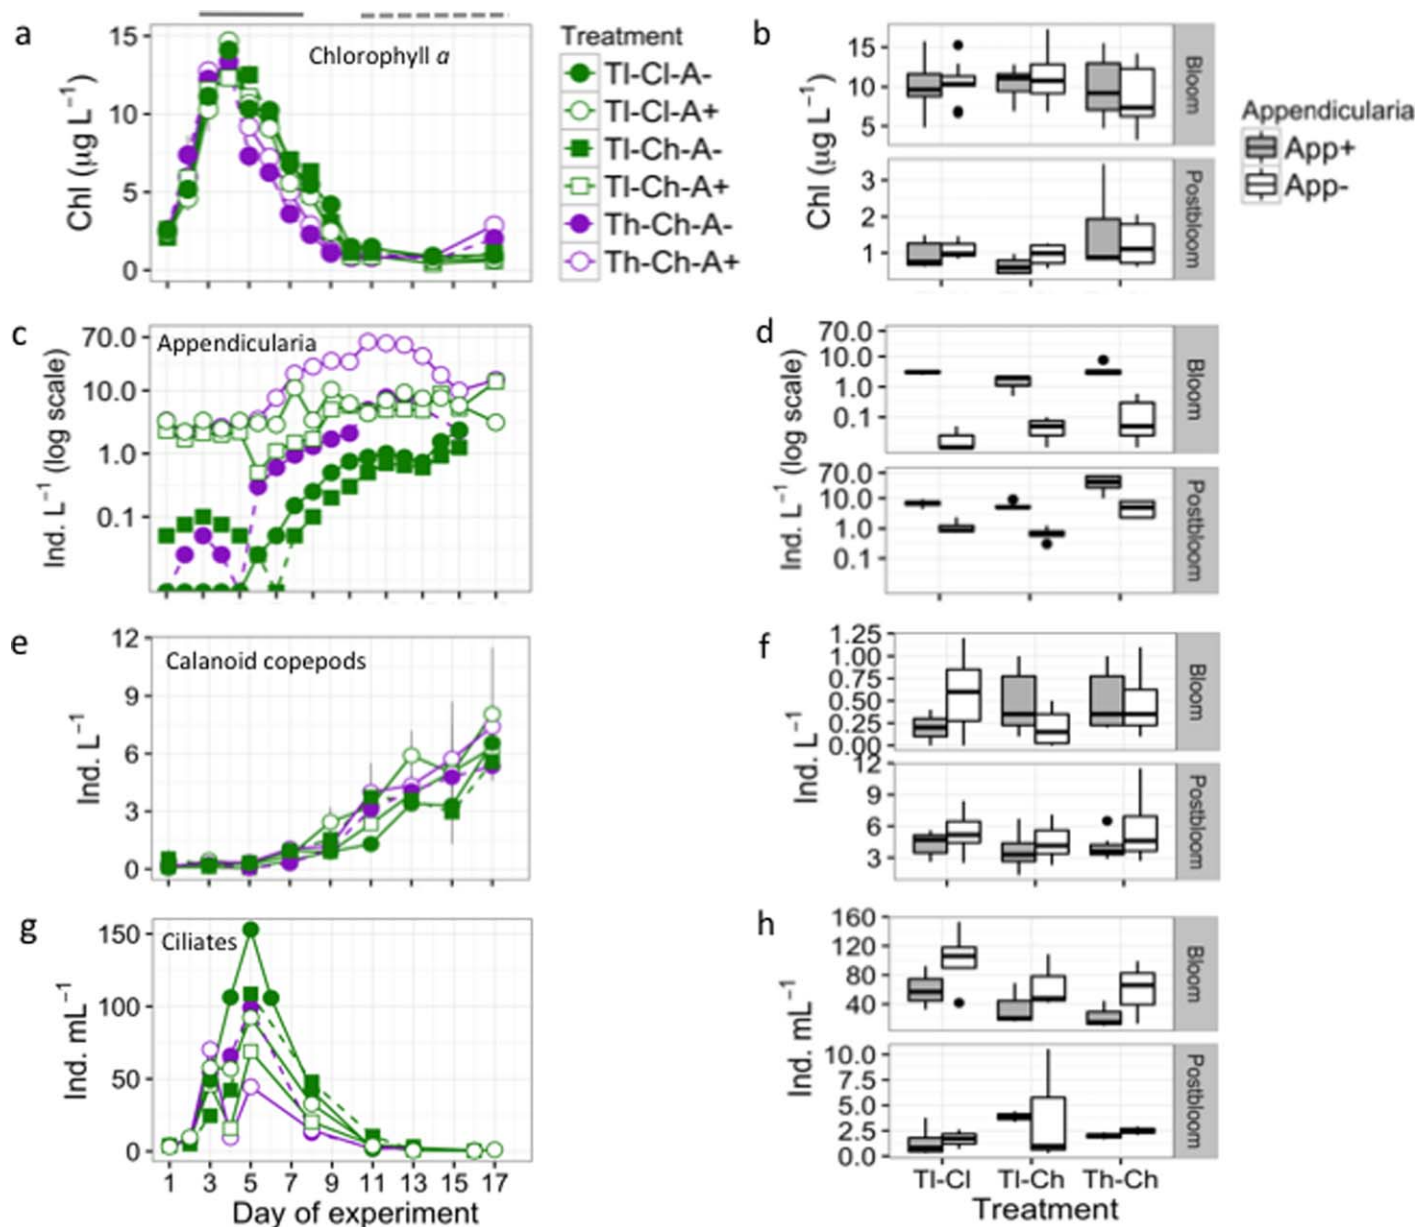 a
Chlorophyll a
Chl (μg L⁻¹)
15
10
5
0
Treatment
Tl-Cl-A-
Tl-Cl-A+
Tl-Ch-A-
Tl-Ch-A+
Th-Ch-A-
Th-Ch-A+
b
Chl (μg L⁻¹)
15
10
5
Bloom
3
2
1
Postbloom
Appendicularia
App+
App-
c
Appendicularia
Ind. L⁻¹ (log scale)
70.0
10.0
1.0
0.1
d
Ind. L⁻¹ (log scale)
70.0
10.0
1.0
0.1
Bloom
70.0
10.0
1.0
0.1
Postbloom
e
Calanoid copepods
Ind. L⁻¹
12
9
6
3
0
f
Ind. L⁻¹
1.25
1.00
0.75
0.50
0.25
0.00
Bloom
12
9
6
3
Postbloom
g
Ciliates
Ind. mL⁻¹
150
100
50
0
1 3 5 7 9 11 13 15 17
Day of experiment
h
Ind. mL⁻¹
160
120
80
40
Bloom
10.0
7.5
5.0
2.5
0.0
Postbloom
Tl-Cl Tl-Ch Th-Ch
Treatment